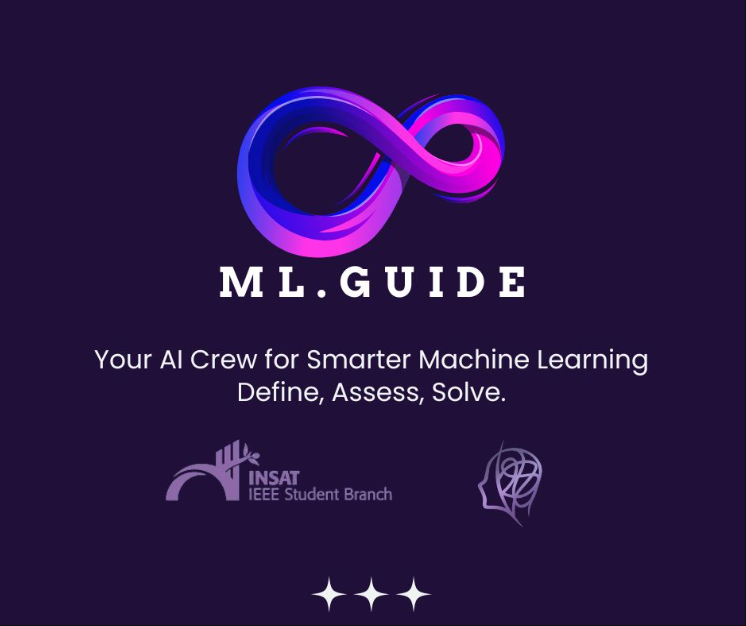 ML.GUIDE
Your AI Crew for Smarter Machine Learning
Define, Assess, Solve.
INSAT
IEEE Student Branch